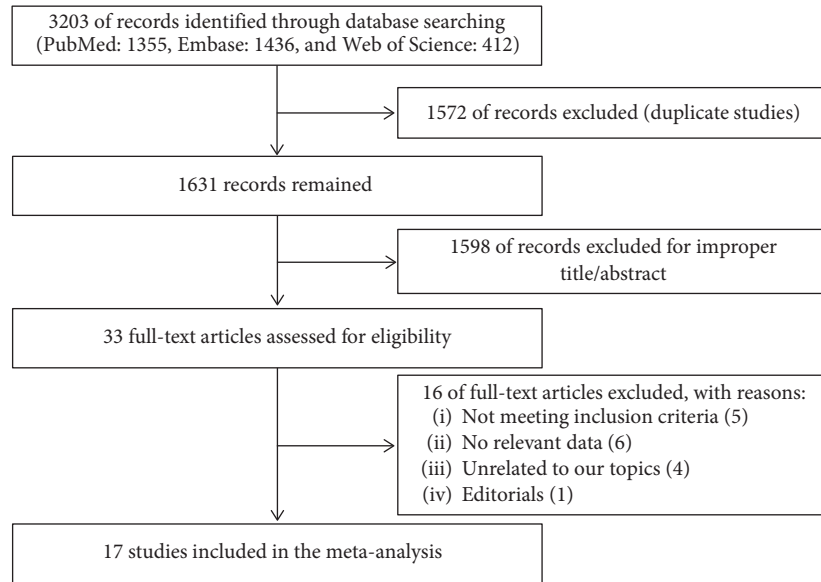 3203 of records identified through database searching
(PubMed: 1355, Embase: 1436, and Web of Science: 412)
1572 of records excluded (duplicate studies)
1631 records remained
1598 of records excluded for improper
title/abstract
33 full-text articles assessed for eligibility
16 of full-text articles excluded, with reasons:
(i) Not meeting inclusion criteria (5)
(ii) No relevant data (6)
(iii) Unrelated to our topics (4)
(iv) Editorials (1)
17 studies included in the meta-analysis